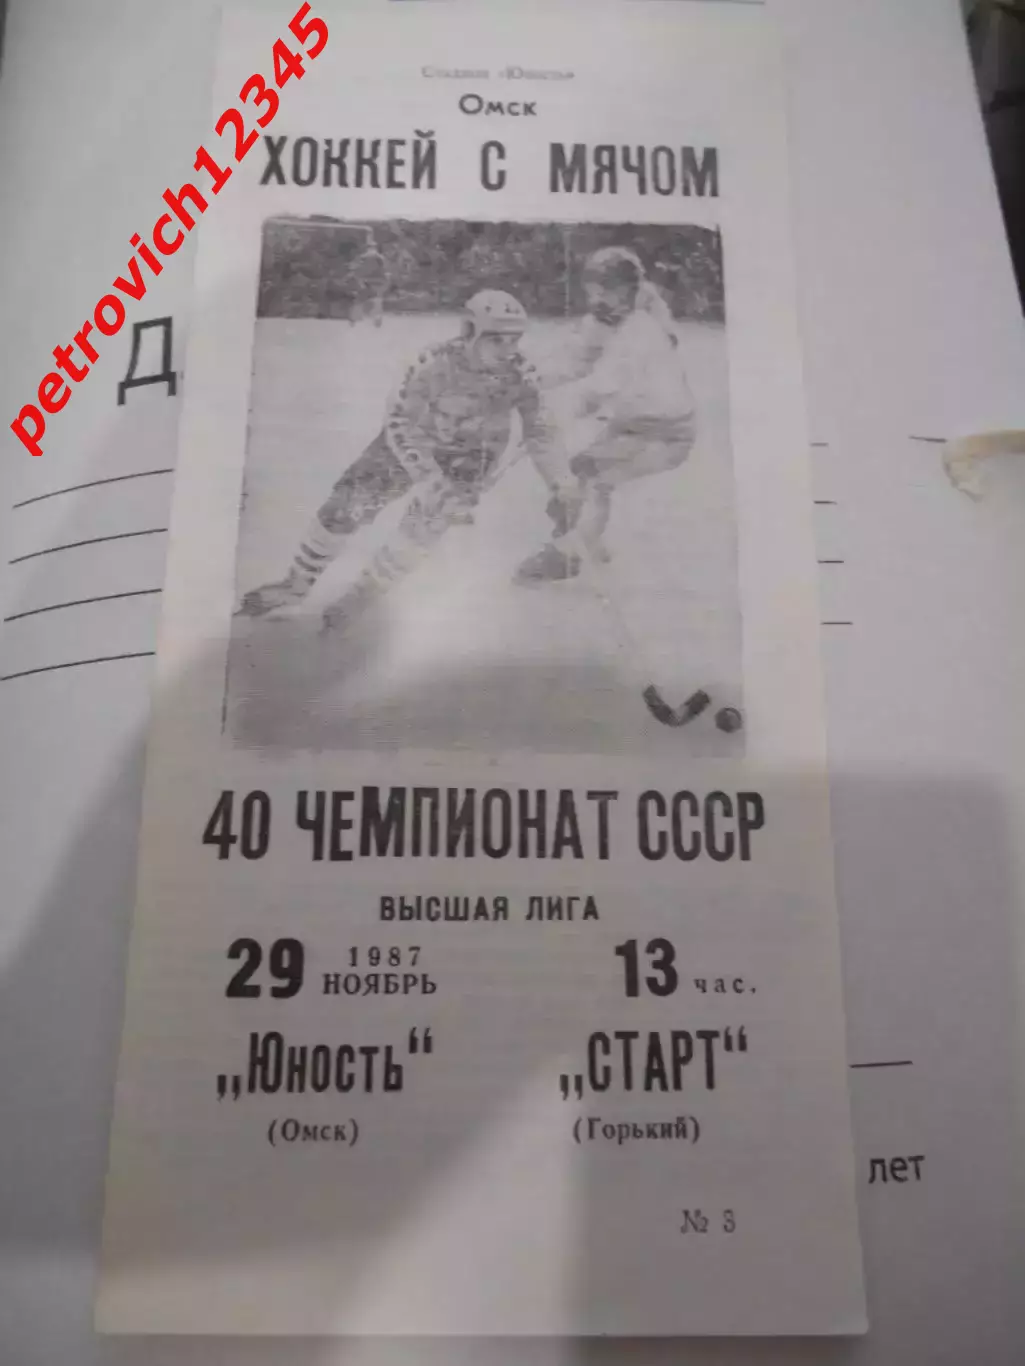 petrovich12345
Стадион «Юность»
Омск
ХОККЕЙ С МЯЧОМ
Д
40 ЧЕМПИОНАТ СССР
ВЫСШАЯ ЛИГА
29 1987 НОЯБРЬ 13 час.
„Юность“ „СТАРТ“
(Омск) (Горький)
лет
№ 3